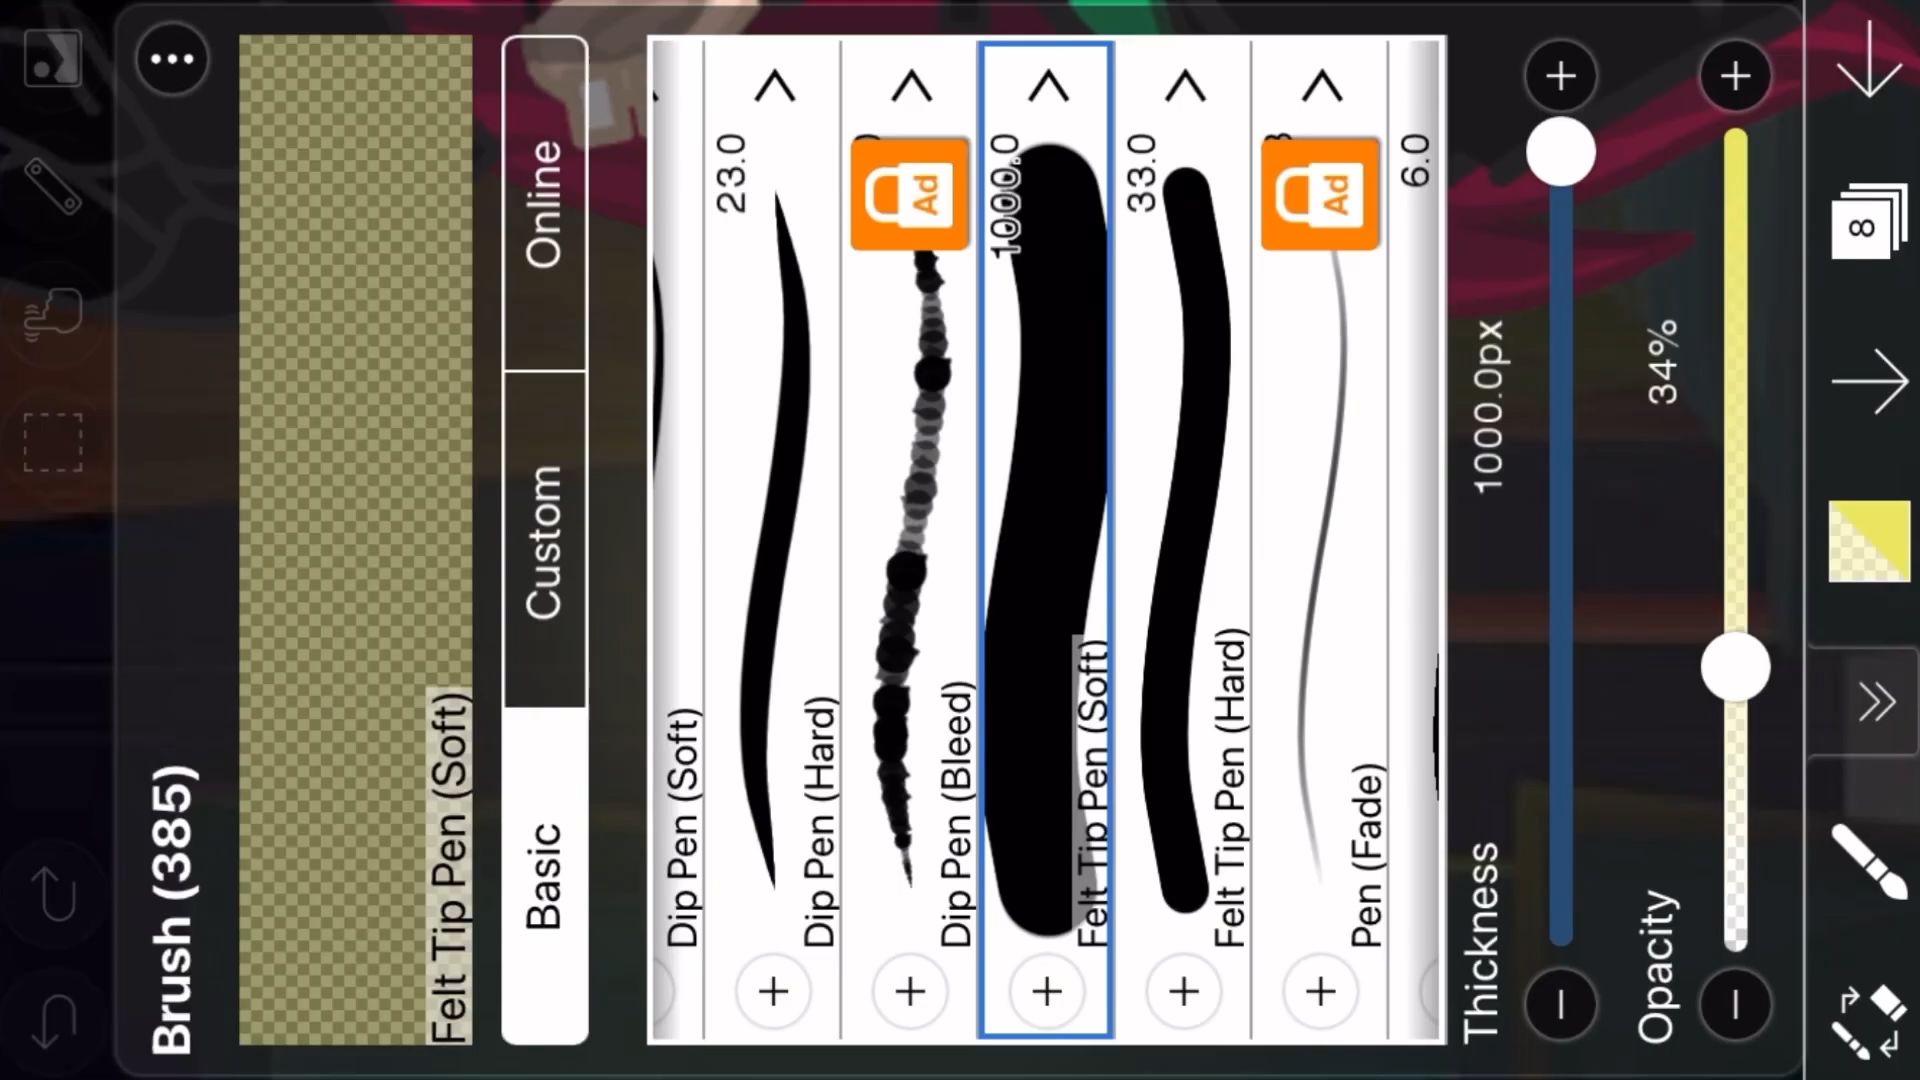 Brush (385)
Felt Tip Pen (Soft)
Basic
Custom
Online
Dip Pen (Soft)
23.0
Dip Pen (Hard)
Ad
Dip Pen (Bleed)
1000.0
Felt Tip Pen (Soft)
33.0
Felt Tip Pen (Hard)
Ad
Pen (Fade)
6.0
Thickness
1000.0px
Opacity
34%
8